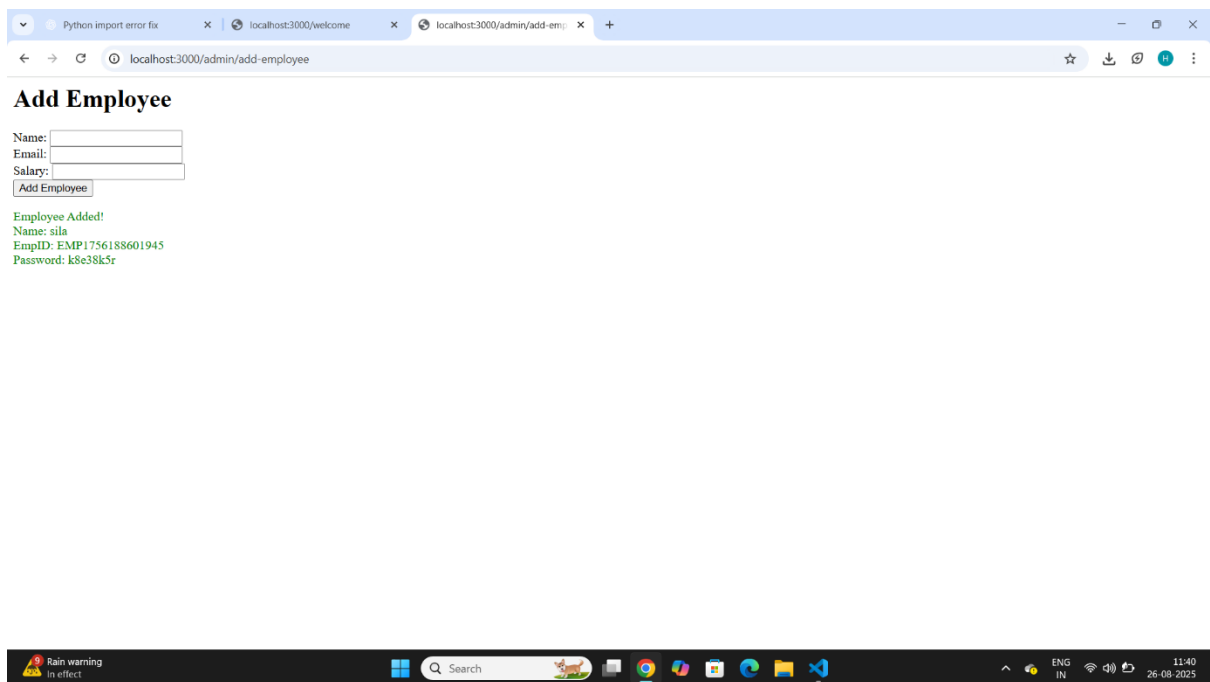 Python import error fix
localhost:3000/welcome
localhost:3000/admin/add-emp
localhost:3000/admin/add-employee
H
Add Employee
Name:
Email:
Salary:
Add Employee
Employee Added!
Name: sila
EmpID: EMP1756188601945
Password: k8e38k5r
9
Rain warning
In effect
Search
ENG
IN
11:40
26-08-2025